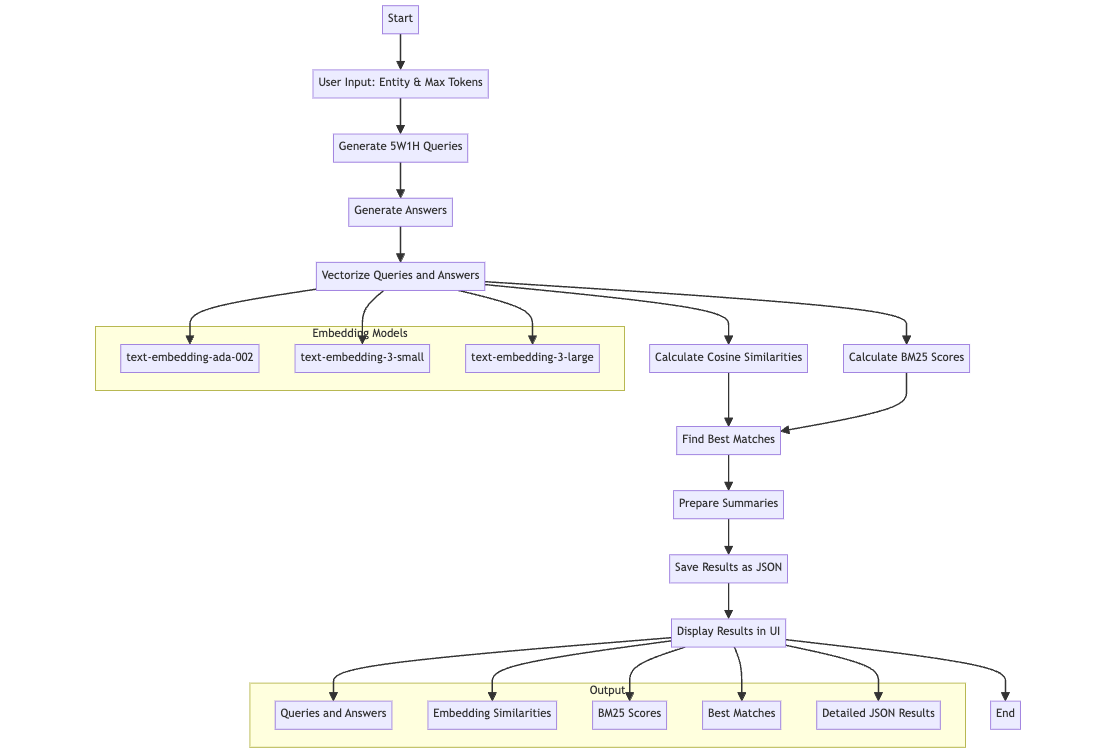 Start
User Input: Entity & Max Tokens
Generate 5W1H Queries
Generate Answers
Vectorize Queries and Answers
Embedding Models
text-embedding-ada-002
text-embedding-3-small
text-embedding-3-large
Calculate Cosine Similarities
Calculate BM25 Scores
Find Best Matches
Prepare Summaries
Save Results as JSON
Display Results in UI
Output
Queries and Answers
Embedding Similarities
BM25 Scores
Best Matches
Detailed JSON Results
End